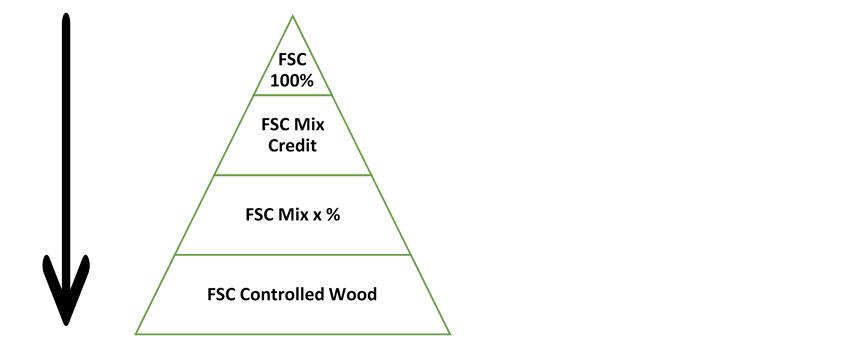 FSC
100%
FSC Mix
Credit
FSC Mix x %
FSC Controlled Wood